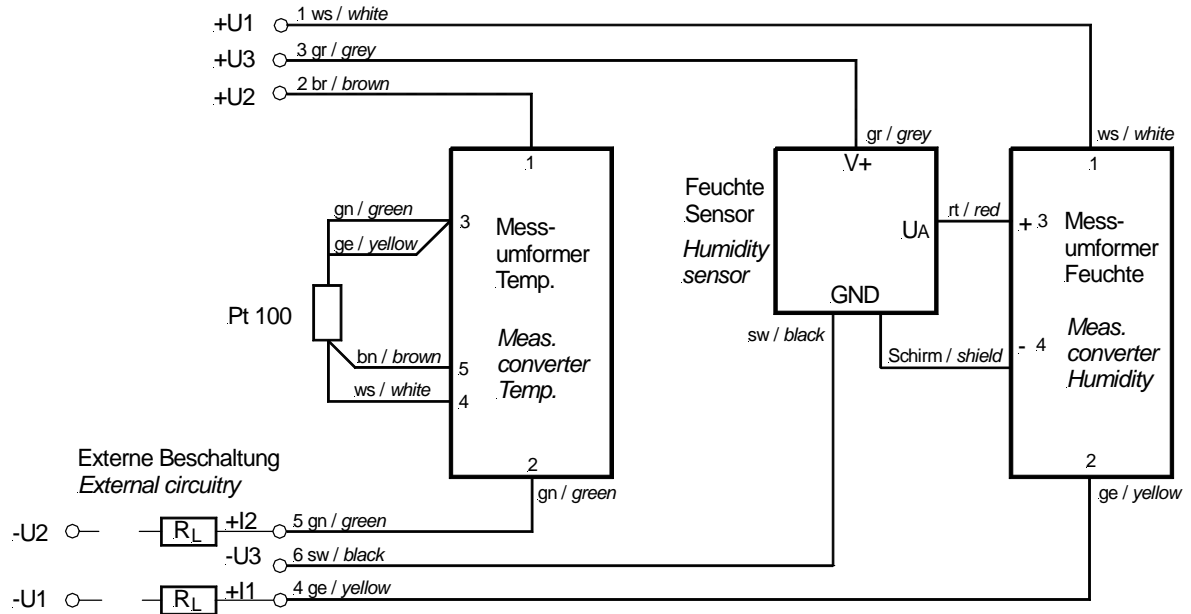 +U1 1 ws / white
+U3 3 gr / grey
+U2 2 br / brown
gr / grey
ws / white
1
V+
1
Feuchte
Sensor
Humidity
sensor
UA
GND
rt / red
+ 3
Mess-
umformer
Feuchte
Meas.
converter
Humidity
- 4
2
sw / black
Schirm / shield
gn / green
ge / yellow
3
Mess-
umformer
Temp.
Meas.
converter
Temp.
Pt 100
bn / brown
5
ws / white
4
2
gn / green
ge / yellow
Externe Beschaltung
External circuitry
-U2 RL +I2 5 gn / green
-U3 6 sw / black
-U1 RL +I1 4 ge / yellow